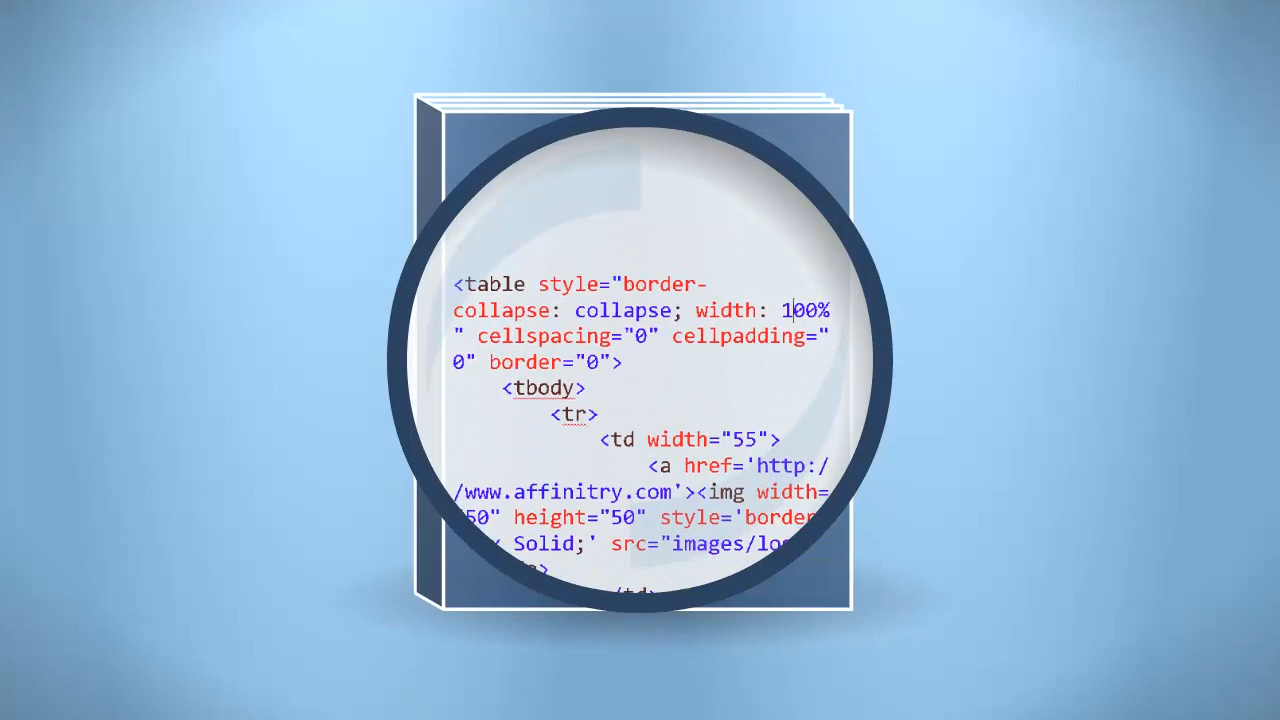 <table style="border-
collapse: collapse; width: 100%
" cellspacing="0" cellpadding="
0" border="0">
<tbody>
<tr>
<td width="55">
<a href='http:/
/www.affinitry.com'><img width=
50" height="50" style='border
Solid;' src="images/lo
>
/td>